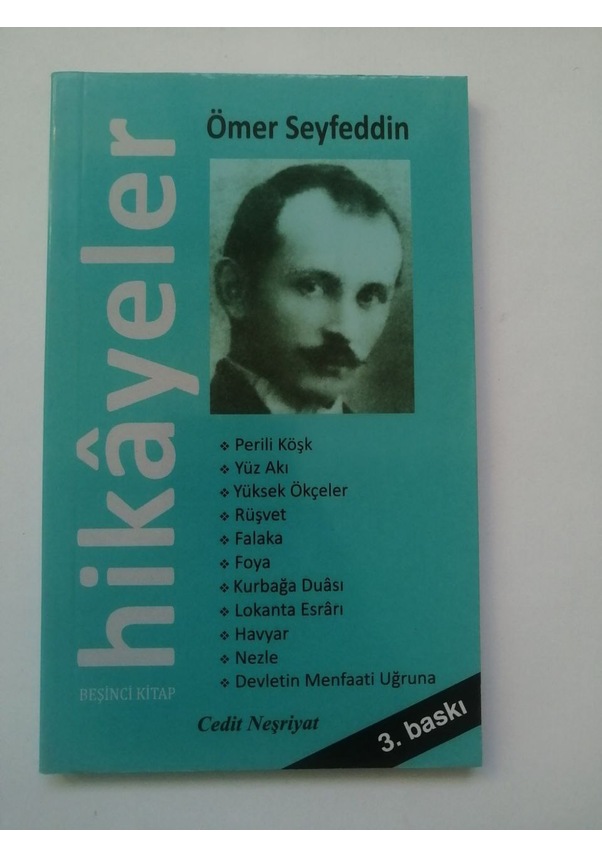 Ömer Seyfeddin
hikâyeler
❖ Perili Köşk
❖ Yüz Akı
❖ Yüksek Ökçeler
❖ Rüşvet
❖ Falaka
❖ Foya
❖ Kurbağa Duâsı
❖ Lokanta Esrârı
❖ Havyar
❖ Nezle
❖ Devletin Menfaati Uğruna
BEŞİNCİ KİTAP
Cedit Neşriyat
3. baskı